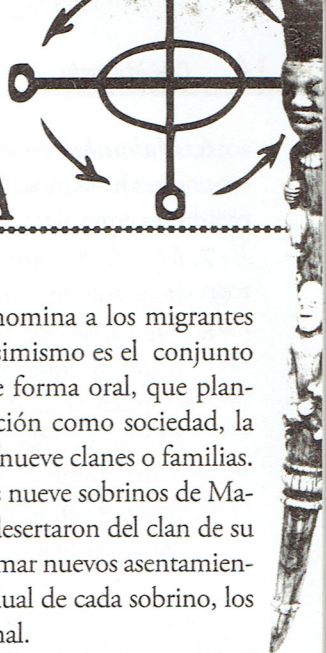 nomina a los migrantes
simismo es el conjunto
e forma oral, que plan-
ción como sociedad, la
nueve clanes o familias.
s nueve sobrinos de Ma-
desertaron del clan de su
mar nuevos asentamien-
dual de cada sobrino, los
nal.